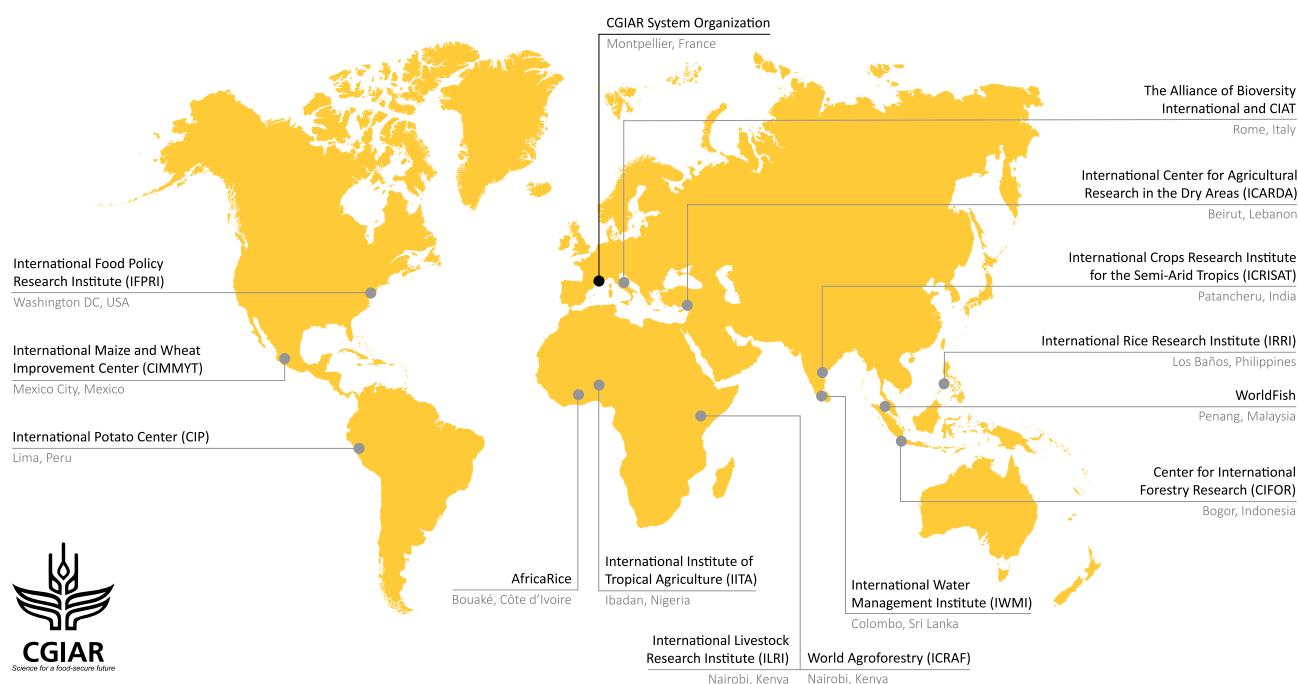 CGIAR System Organization
Montpellier, France
The Alliance of Bioversity
International and CIAT
Rome, Italy
International Center for Agricultural
Research in the Dry Areas (ICARDA)
Beirut, Lebanon
International Crops Research Institute
for the Semi-Arid Tropics (ICRISAT)
Patancheru, India
International Rice Research Institute (IRRI)
Los Baños, Philippines
WorldFish
Penang, Malaysia
Center for International
Forestry Research (CIFOR)
Bogor, Indonesia
International Food Policy
Research Institute (IFPRI)
Washington DC, USA
International Maize and Wheat
Improvement Center (CIMMYT)
Mexico City, Mexico
International Potato Center (CIP)
Lima, Peru
AfricaRice
Bouaké, Côte d’Ivoire
International Institute of
Tropical Agriculture (IITA)
Ibadan, Nigeria
International Water
Management Institute (IWMI)
Colombo, Sri Lanka
International Livestock
Research Institute (ILRI)
Nairobi, Kenya
World Agroforestry (ICRAF)
Nairobi, Kenya
CGIAR
Science for a food-secure future